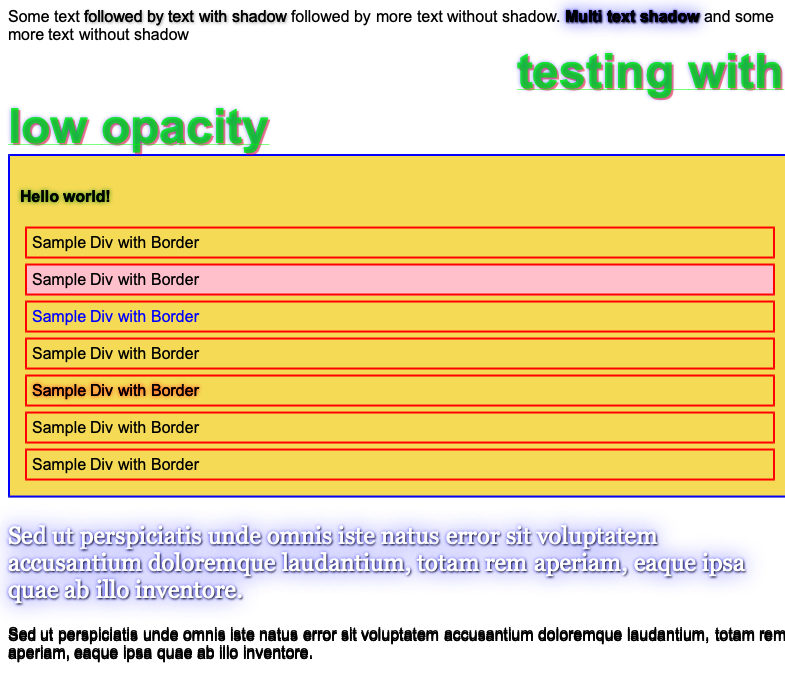 Some text followed by text with shadow followed by more text without shadow. Multi text shadow and some
more text without shadow
testing with
low opacity
Hello world!
Sample Div with Border
Sample Div with Border
Sample Div with Border
Sample Div with Border
Sample Div with Border
Sample Div with Border
Sample Div with Border
Sed ut perspiciatis unde omnis iste natus error sit voluptatem
accusantium doloremque laudantium, totam rem aperiam, eaque ipsa
quae ab illo inventore.
Sed ut perspiciatis unde omnis iste natus error sit voluptatem accusantium doloremque laudantium, totam rem
aperiam, eaque ipsa quae ab illo inventore.